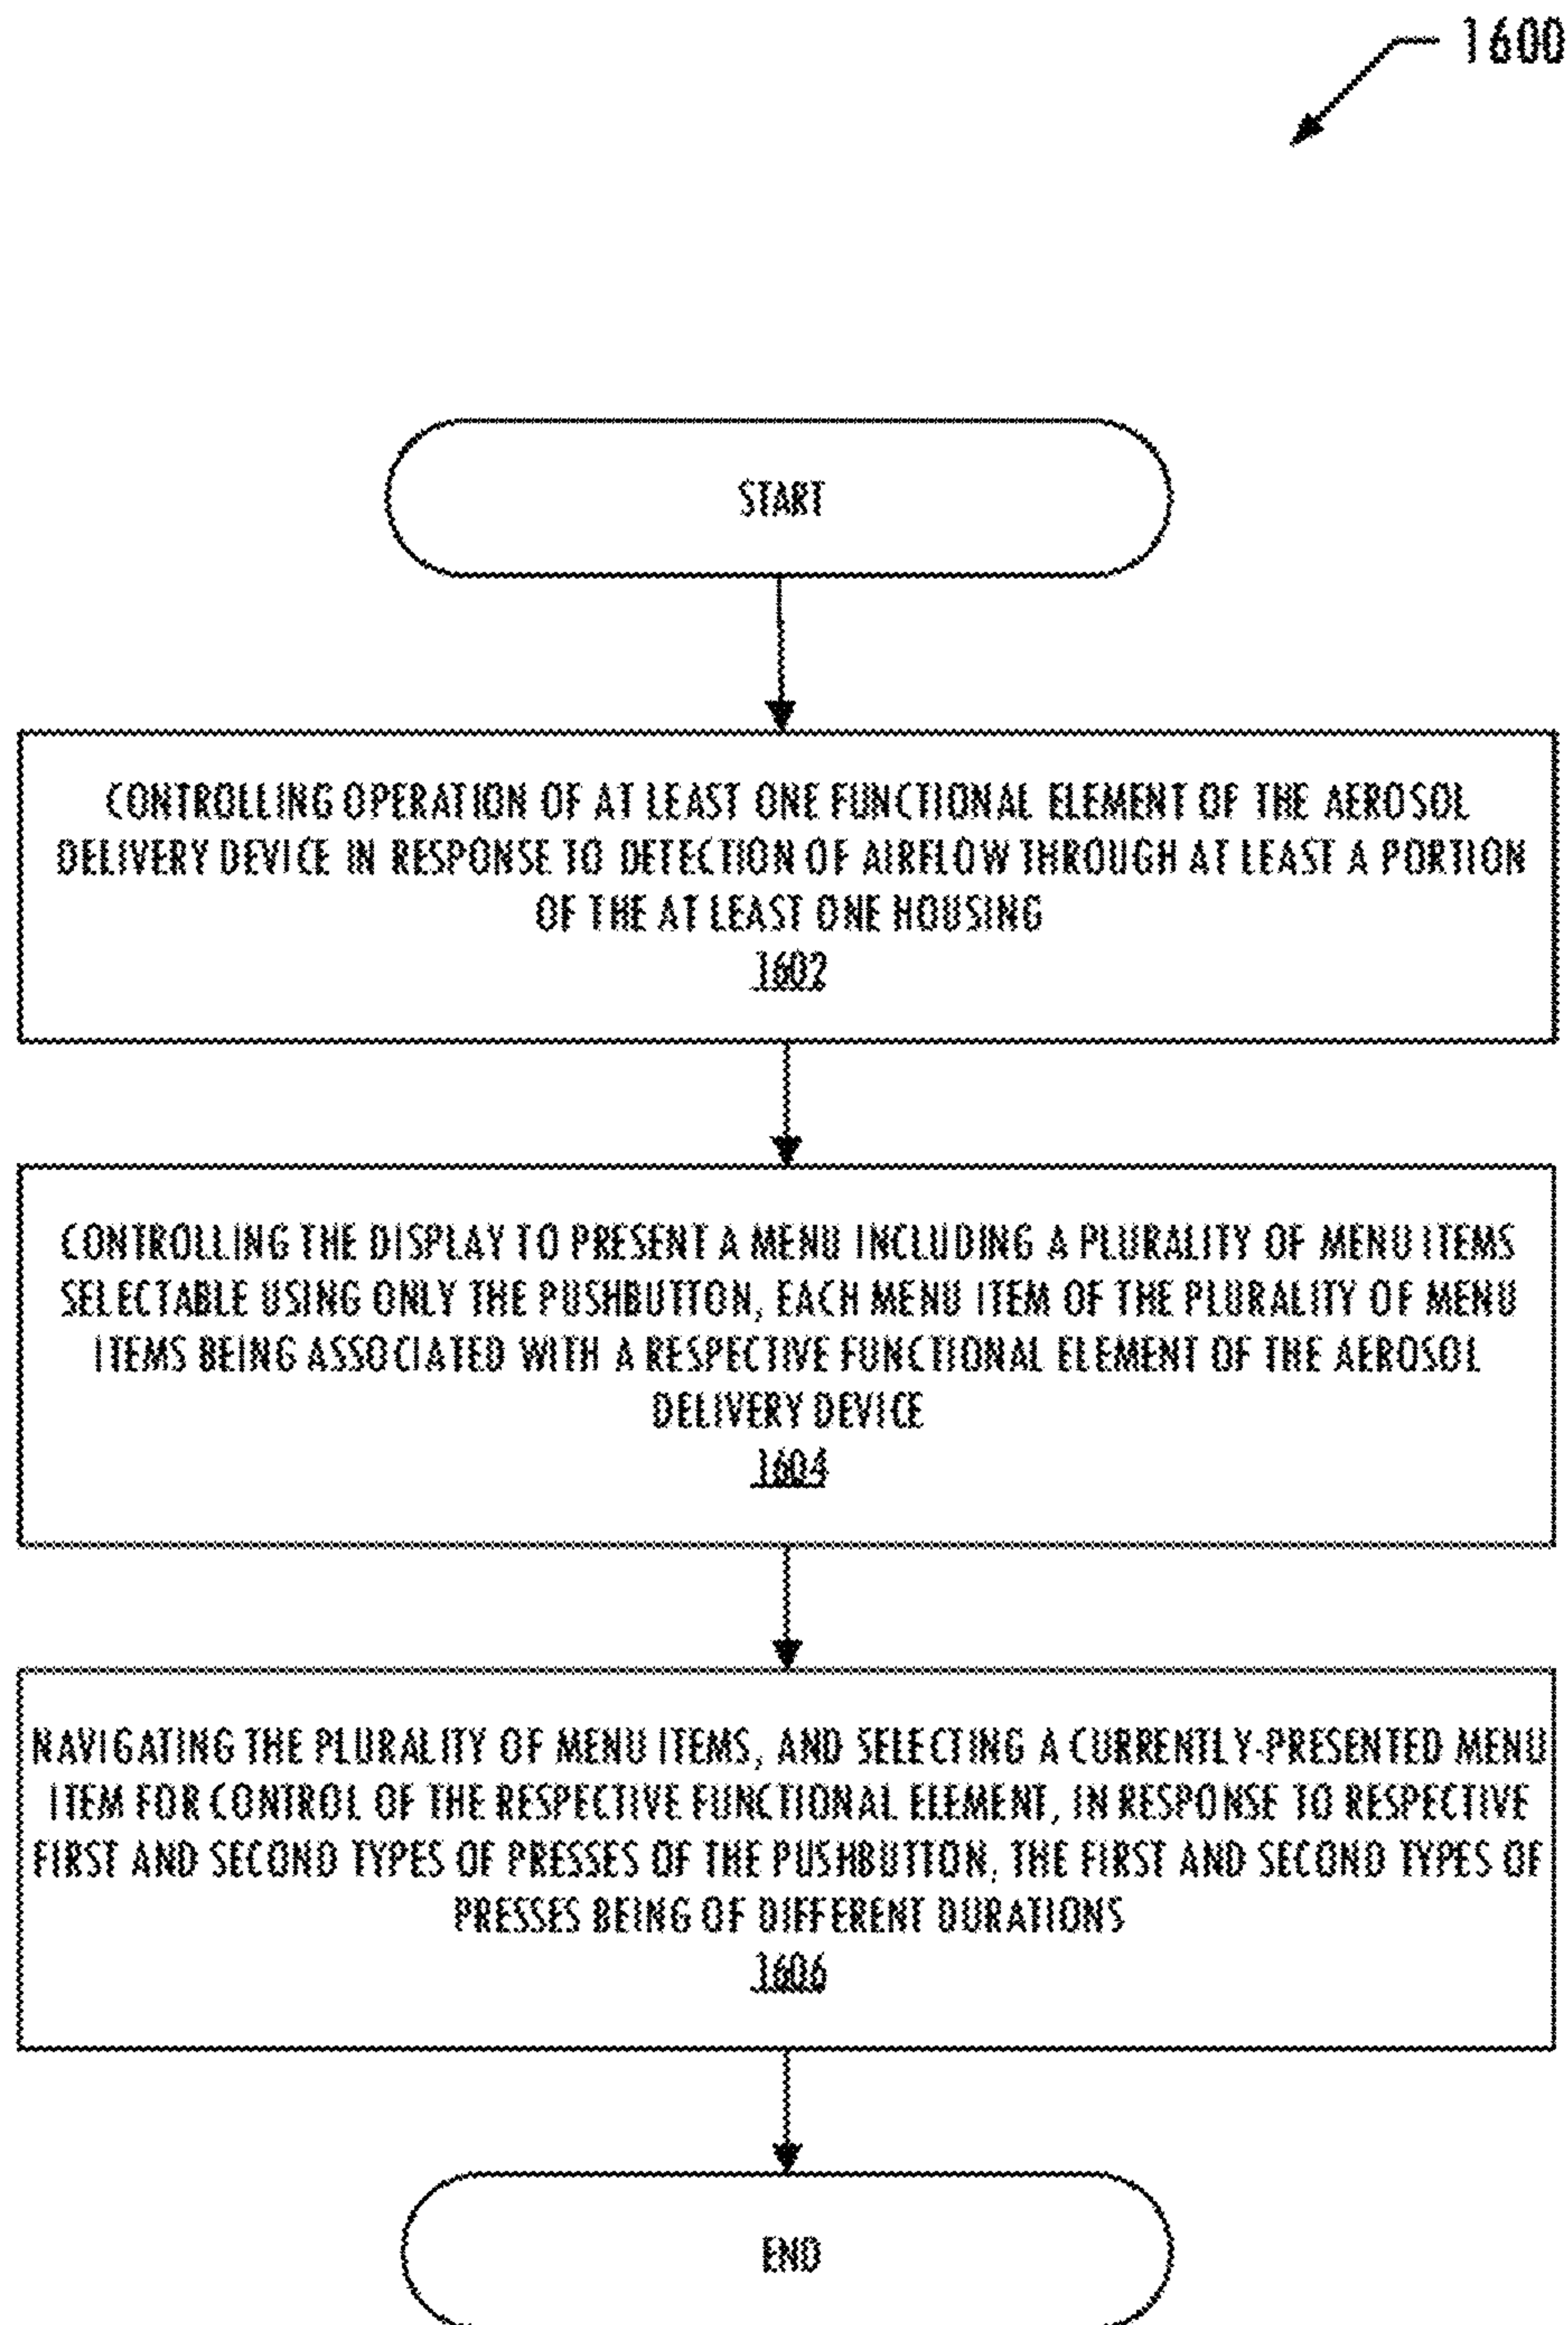 1600
START
CONTROLLING OPERATION OF AT LEAST ONE FUNCTIONAL ELEMENT OF THE AEROSOL
DELIVERY DEVICE IN RESPONSE TO DETECTION OF AIRFLOW THROUGH AT LEAST A PORTION
OF THE AT LEAST ONE HOUSING
1602
CONTROLLING THE DISPLAY TO PRESENT A MENU INCLUDING A PLURALITY OF MENU ITEMS
SELECTABLE USING ONLY THE PUSHBUTTON, EACH MENU ITEM OF THE PLURALITY OF MENU
ITEMS BEING ASSOCIATED WITH A RESPECTIVE FUNCTIONAL ELEMENT OF THE AEROSOL
DELIVERY DEVICE
1604
NAVIGATING THE PLURALITY OF MENU ITEMS, AND SELECTING A CURRENTLY-PRESENTED MENU
ITEM FOR CONTROL OF THE RESPECTIVE FUNCTIONAL ELEMENT, IN RESPONSE TO RESPECTIVE
FIRST AND SECOND TYPES OF PRESSES OF THE PUSHBUTTON, THE FIRST AND SECOND TYPES OF
PRESSES BEING OF DIFFERENT DURATIONS
1606
END